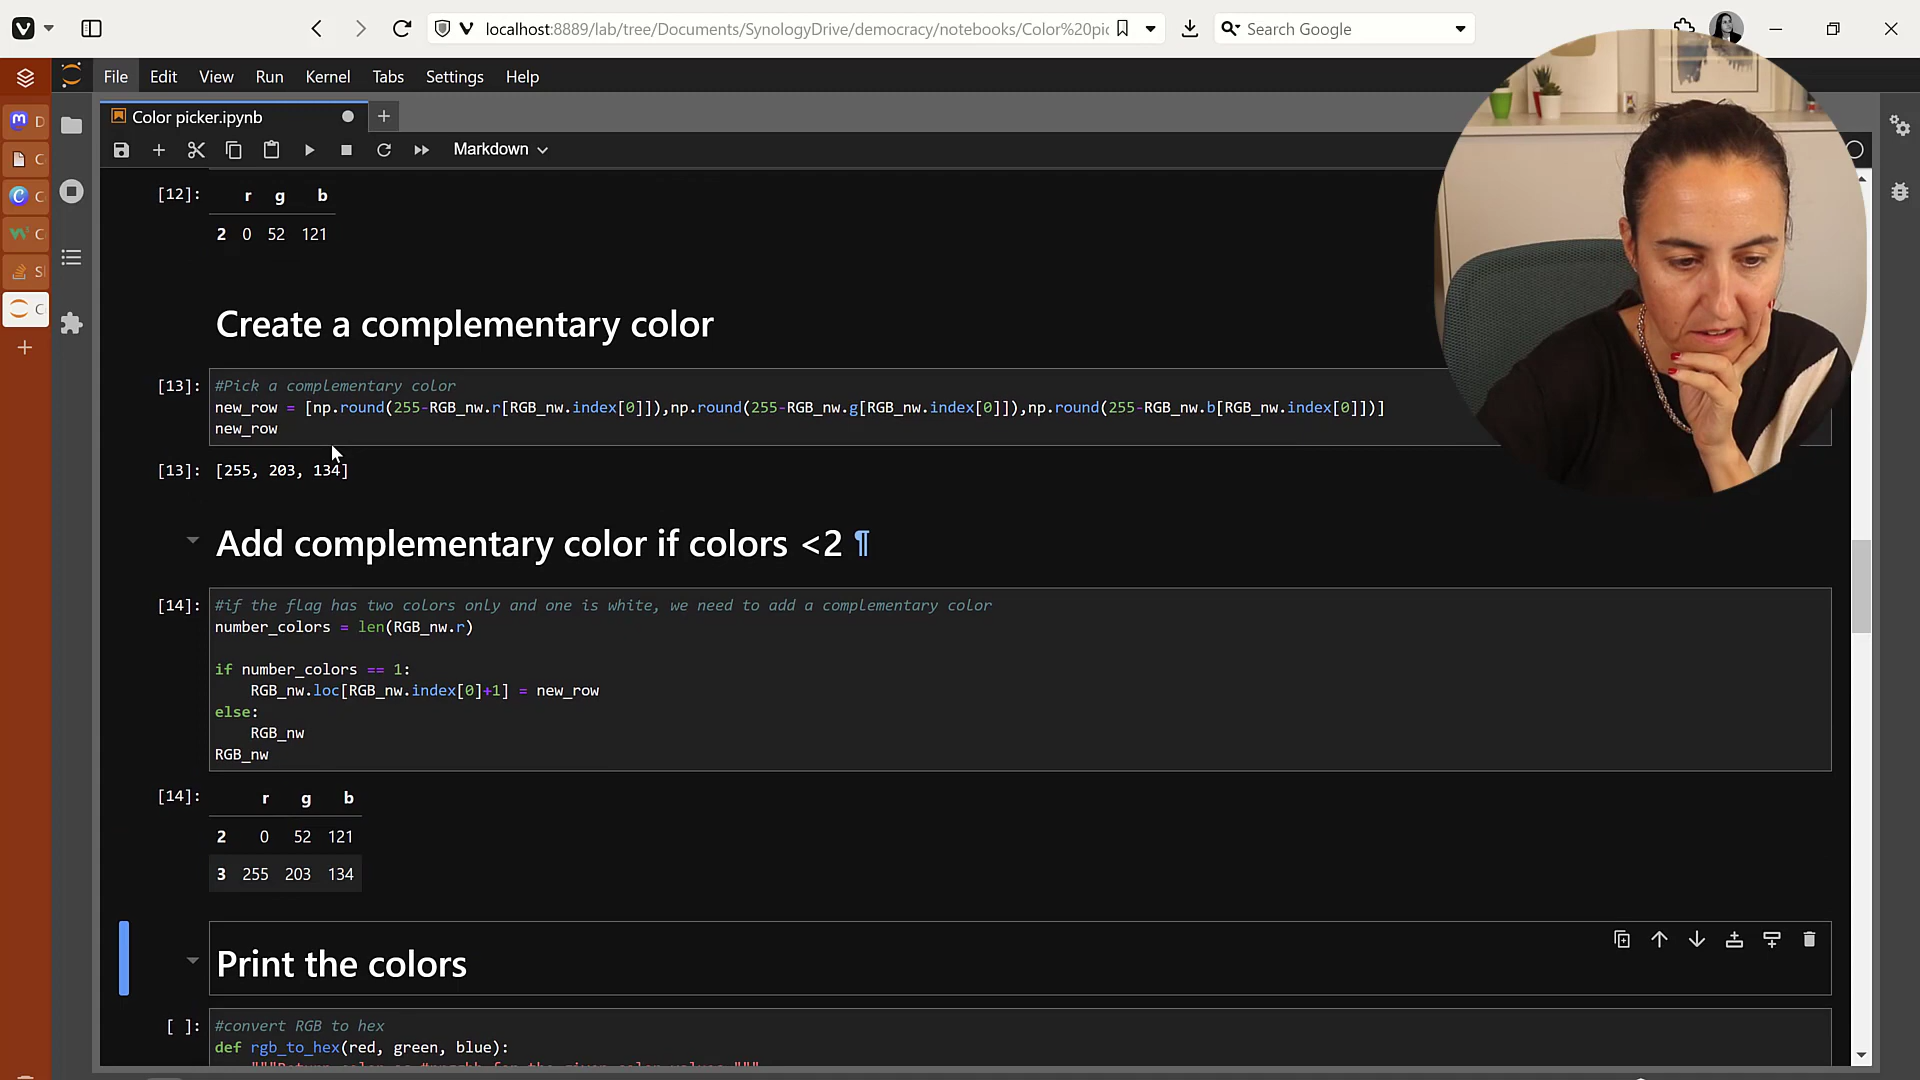 localhost:8889/lab/tree/Documents/SynologyDrive/democracy/notebooks/Color%20pic
Search Google
File Edit View Run Kernel Tabs Settings Help
D
C
C
C
S
C
Color picker.ipynb
Markdown
[12]:
r g b
2 0 52 121
Create a complementary color
[13]: #Pick a complementary color
new_row = [np.round(255-RGB_nw.r[RGB_nw.index[0]]),np.round(255-RGB_nw.g[RGB_nw.index[0]]),np.round(255-RGB_nw.b[RGB_nw.index[0]])]
new_row
[13]: [255, 203, 134]
Add complementary color if colors <2 ¶
[14]: #if the flag has two colors only and one is white, we need to add a complementary color
number_colors = len(RGB_nw.r)
if number_colors == 1:
RGB_nw.loc[RGB_nw.index[0]+1] = new_row
else:
RGB_nw
RGB_nw
[14]:
r g b
2 0 52 121
3 255 203 134
Print the colors
[ ]: #convert RGB to hex
def rgb_to_hex(red, green, blue):